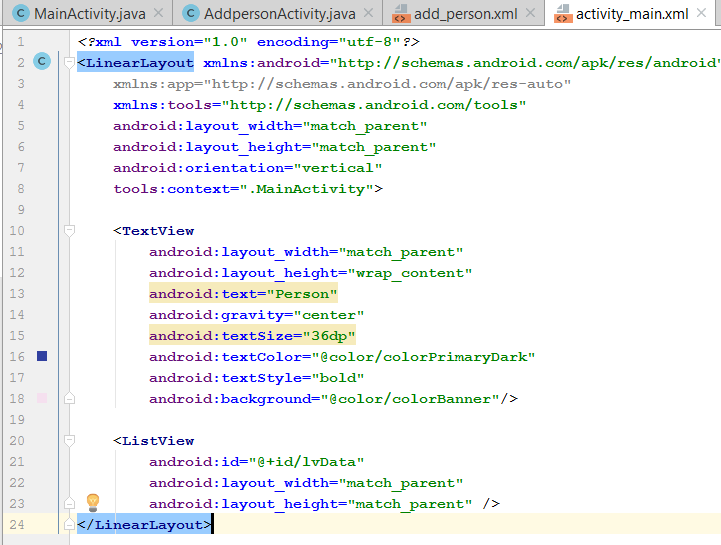 MainActivity.java AddpersonActivity.java add_person.xml activity_main.xml
1 <?xml version="1.0" encoding="utf-8"?>
2 <LinearLayout xmlns:android="http://schemas.android.com/apk/res/android"
3 xmlns:app="http://schemas.android.com/apk/res-auto"
4 xmlns:tools="http://schemas.android.com/tools"
5 android:layout_width="match_parent"
6 android:layout_height="match_parent"
7 android:orientation="vertical"
8 tools:context=".MainActivity">
9
10 <TextView
11 android:layout_width="match_parent"
12 android:layout_height="wrap_content"
13 android:text="Person"
14 android:gravity="center"
15 android:textSize="36dp"
16 android:textColor="@color/colorPrimaryDark"
17 android:textStyle="bold"
18 android:background="@color/colorBanner"/>
19
20 <ListView
21 android:id="@+id/lvData"
22 android:layout_width="match_parent"
23 android:layout_height="match_parent" />
24 </LinearLayout>